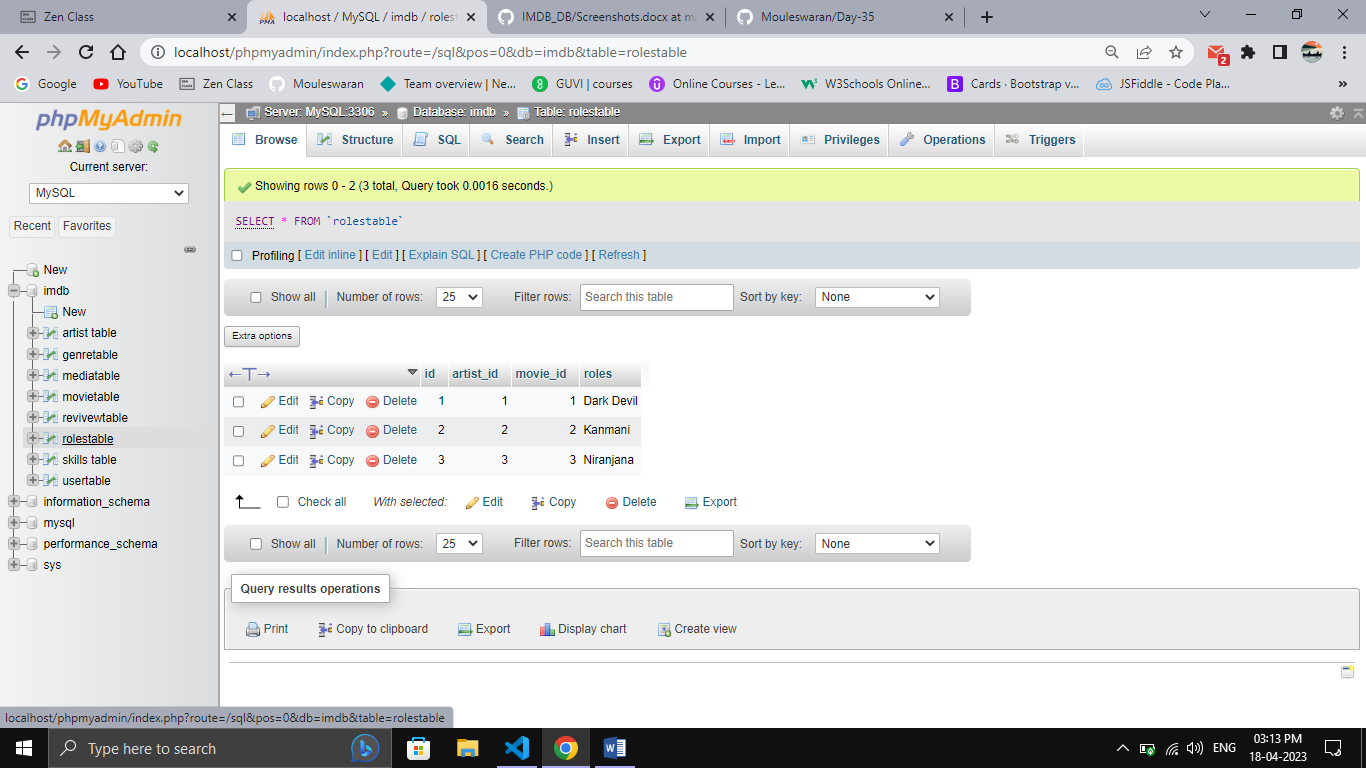 Zen Class
localhost / MySQL / imdb / rolest
IMDB_DB/Screenshots.docx at m
Mouleswaran/Day-35
localhost/phpmyadmin/index.php?route=/sql&pos=0&db=imdb&table=rolestable
2
Google YouTube Zen Class Mouleswaran Team overview | Ne... GUVI | courses Online Courses - Le... W3Schools Online... Cards · Bootstrap v... JSFiddle - Code Pla... »
phpMyAdmin
Current server:
MySQL
Recent Favorites
New
imdb
New
artist table
genretable
mediatable
movietable
revivewtable
rolestable
skills table
usertable
information_schema
mysql
performance_schema
sys
Server: MySQL:3306 » Database: imdb » Table: rolestable
Browse Structure SQL Search Insert Export Import Privileges Operations Triggers
Showing rows 0 - 2 (3 total, Query took 0.0016 seconds.)
SELECT * FROM `rolestable`
Profiling [ Edit inline ] [ Edit ] [ Explain SQL ] [ Create PHP code ] [ Refresh ]
Show all Number of rows: 25 Filter rows: Search this table Sort by key: None
Extra options
←T→ id artist_id movie_id roles
Edit Copy Delete 1 1 1 Dark Devil
Edit Copy Delete 2 2 2 Kanmani
Edit Copy Delete 3 3 3 Niranjana
Check all With selected: Edit Copy Delete Export
Show all Number of rows: 25 Filter rows: Search this table Sort by key: None
Query results operations
Print Copy to clipboard Export Display chart Create view
localhost/phpmyadmin/index.php?route=/sql&pos=0&db=imdb&table=rolestable
Type here to search
ENG
03:13 PM
18-04-2023